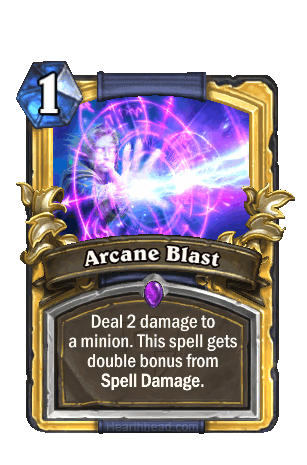 1
Arcane Blast
Deal 2 damage to
a minion. This spell gets
double bonus from
Spell Damage.
Hearthhead.com